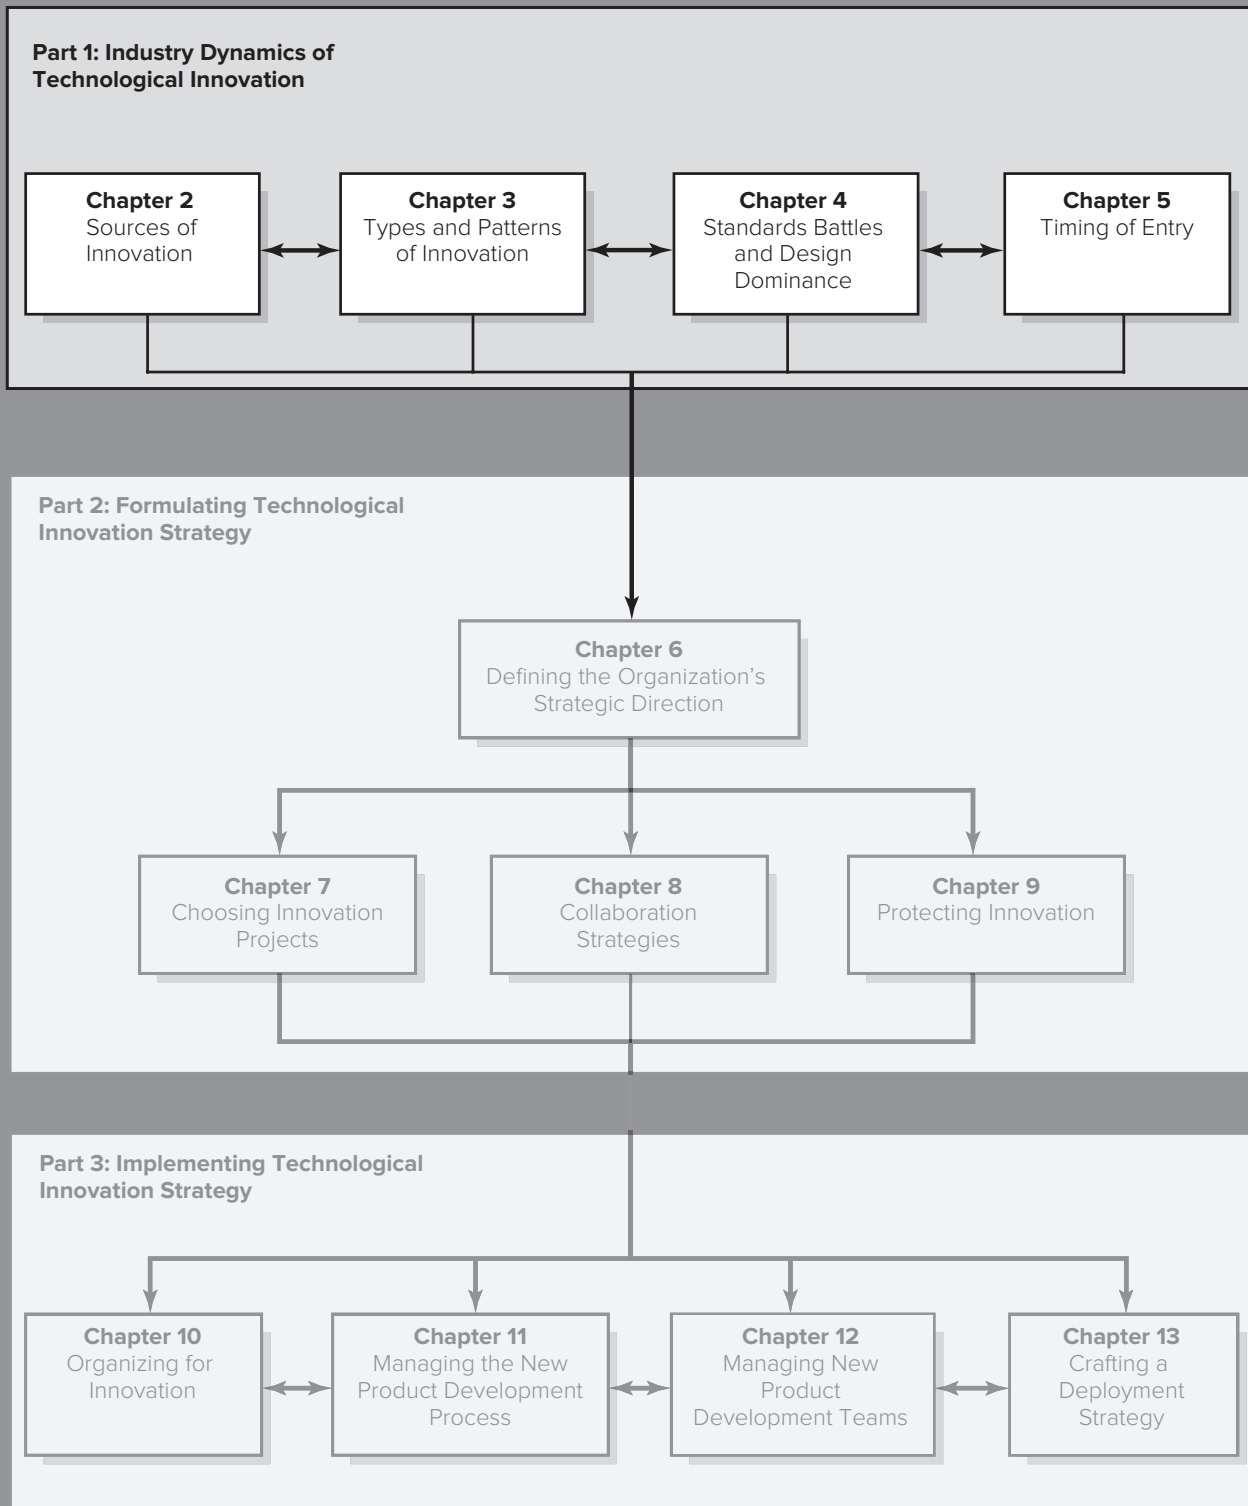 Part 1: Industry Dynamics of
Technological Innovation
Chapter 2
Sources of
Innovation
Chapter 3
Types and Patterns
of Innovation
Chapter 4
Standards Battles
and Design
Dominance
Chapter 5
Timing of Entry
Part 2: Formulating Technological
Innovation Strategy
Chapter 6
Defining the Organization’s
Strategic Direction
Chapter 7
Choosing Innovation
Projects
Chapter 8
Collaboration
Strategies
Chapter 9
Protecting Innovation
Part 3: Implementing Technological
Innovation Strategy
Chapter 10
Organizing for
Innovation
Chapter 11
Managing the New
Product Development
Process
Chapter 12
Managing New
Product
Development Teams
Chapter 13
Crafting a
Deployment
Strategy